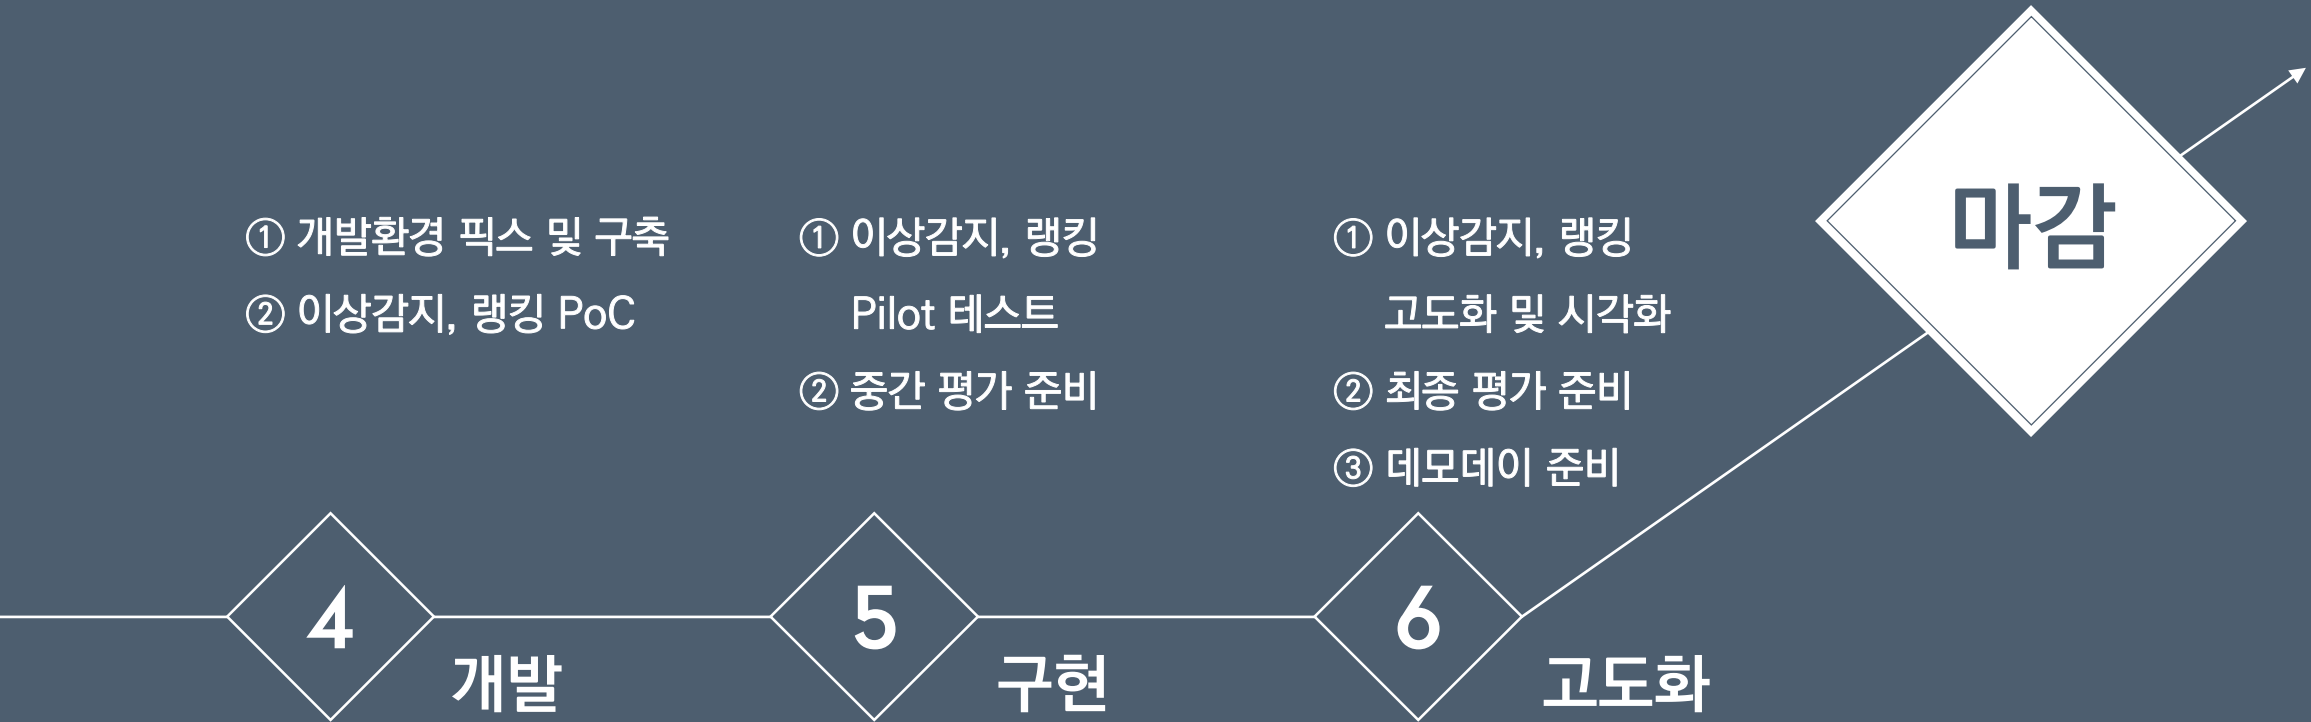 ① 개발환경 픽스 및 구축
② 이상감지, 랭킹 PoC
4
개발
① 이상감지, 랭킹
Pilot 테스트
② 중간 평가 준비
5
구현
① 이상감지, 랭킹
고도화 및 시각화
② 최종 평가 준비
③ 데모데이 준비
6
고도화
마감